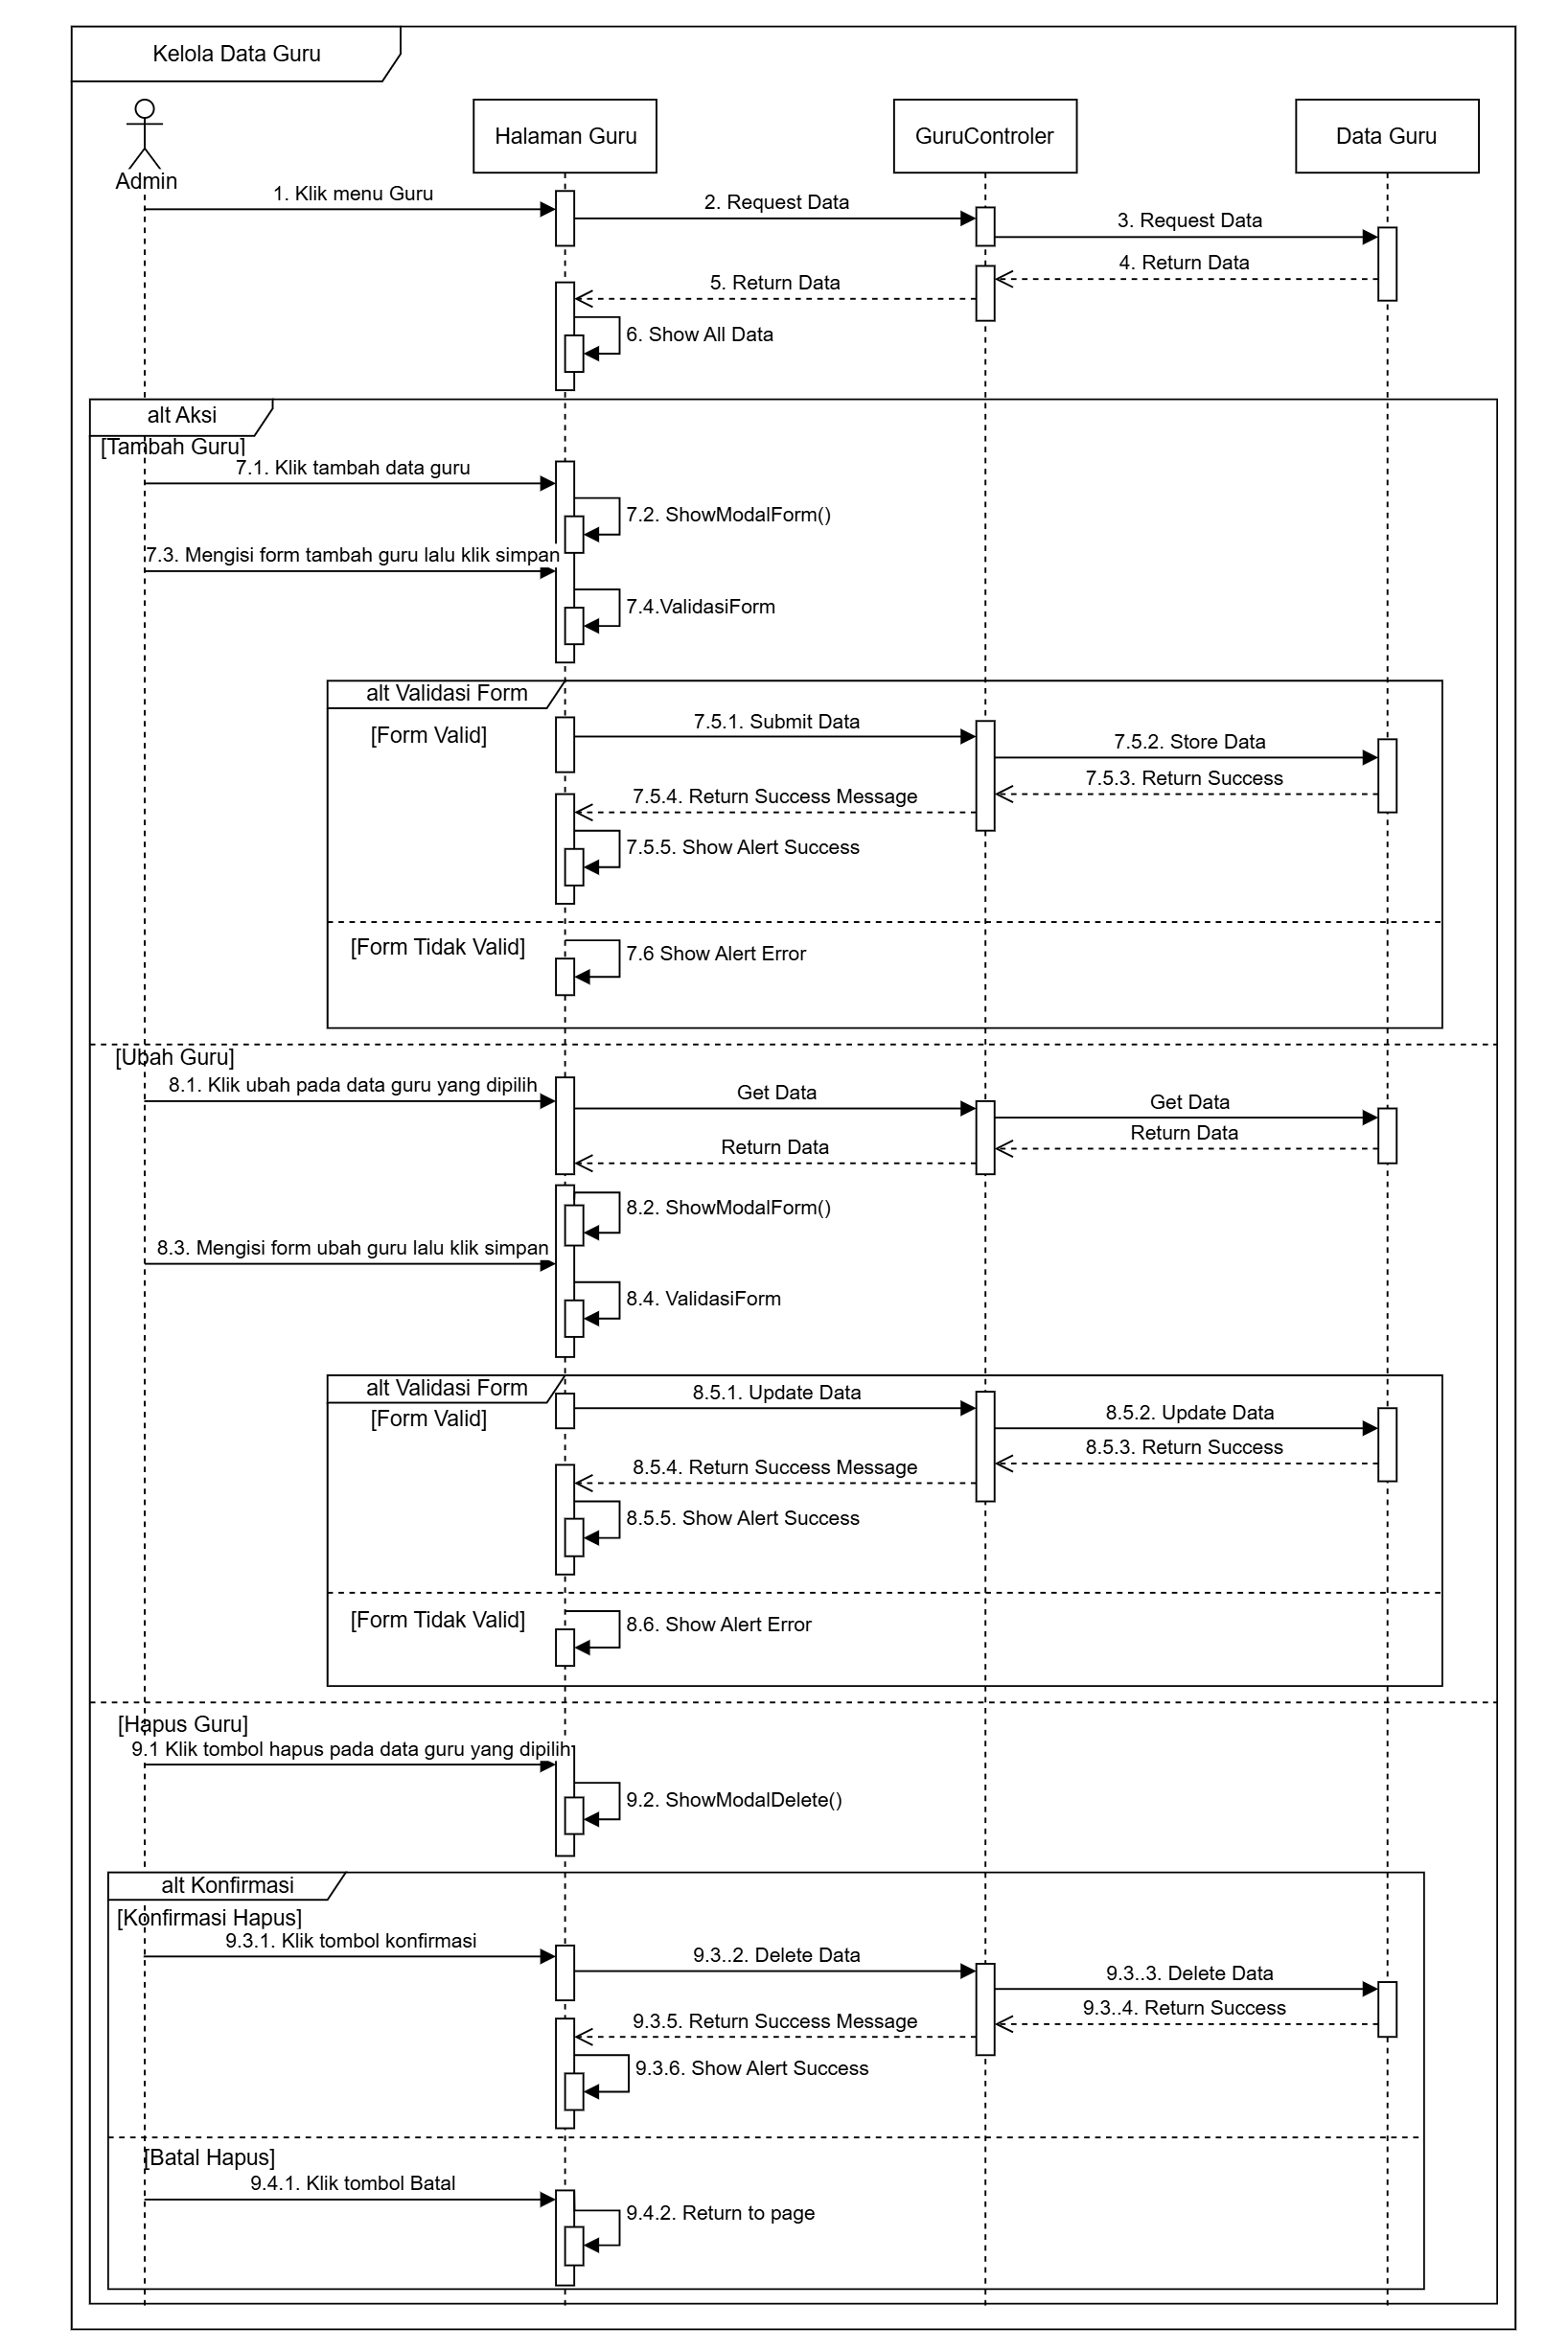 Kelola Data Guru
Admin
Halaman Guru
GuruControler
Data Guru
1. Klik menu Guru
2. Request Data
3. Request Data
4. Return Data
5. Return Data
6. Show All Data
alt Aksi
[Tambah Guru]
7.1. Klik tambah data guru
7.2. ShowModalForm()
7.3. Mengisi form tambah guru lalu klik simpan
7.4.ValidasiForm
alt Validasi Form
[Form Valid]
7.5.1. Submit Data
7.5.2. Store Data
7.5.3. Return Success
7.5.4. Return Success Message
7.5.5. Show Alert Success
[Form Tidak Valid]
7.6 Show Alert Error
[Ubah Guru]
8.1. Klik ubah pada data guru yang dipilih
Get Data
Get Data
Return Data
Return Data
8.2. ShowModalForm()
8.3. Mengisi form ubah guru lalu klik simpan
8.4. ValidasiForm
alt Validasi Form
[Form Valid]
8.5.1. Update Data
8.5.2. Update Data
8.5.3. Return Success
8.5.4. Return Success Message
8.5.5. Show Alert Success
[Form Tidak Valid]
8.6. Show Alert Error
[Hapus Guru]
9.1 Klik tombol hapus pada data guru yang dipilih
9.2. ShowModalDelete()
alt Konfirmasi
[Konfirmasi Hapus]
9.3.1. Klik tombol konfirmasi
9.3..2. Delete Data
9.3..3. Delete Data
9.3..4. Return Success
9.3.5. Return Success Message
9.3.6. Show Alert Success
[Batal Hapus]
9.4.1. Klik tombol Batal
9.4.2. Return to page